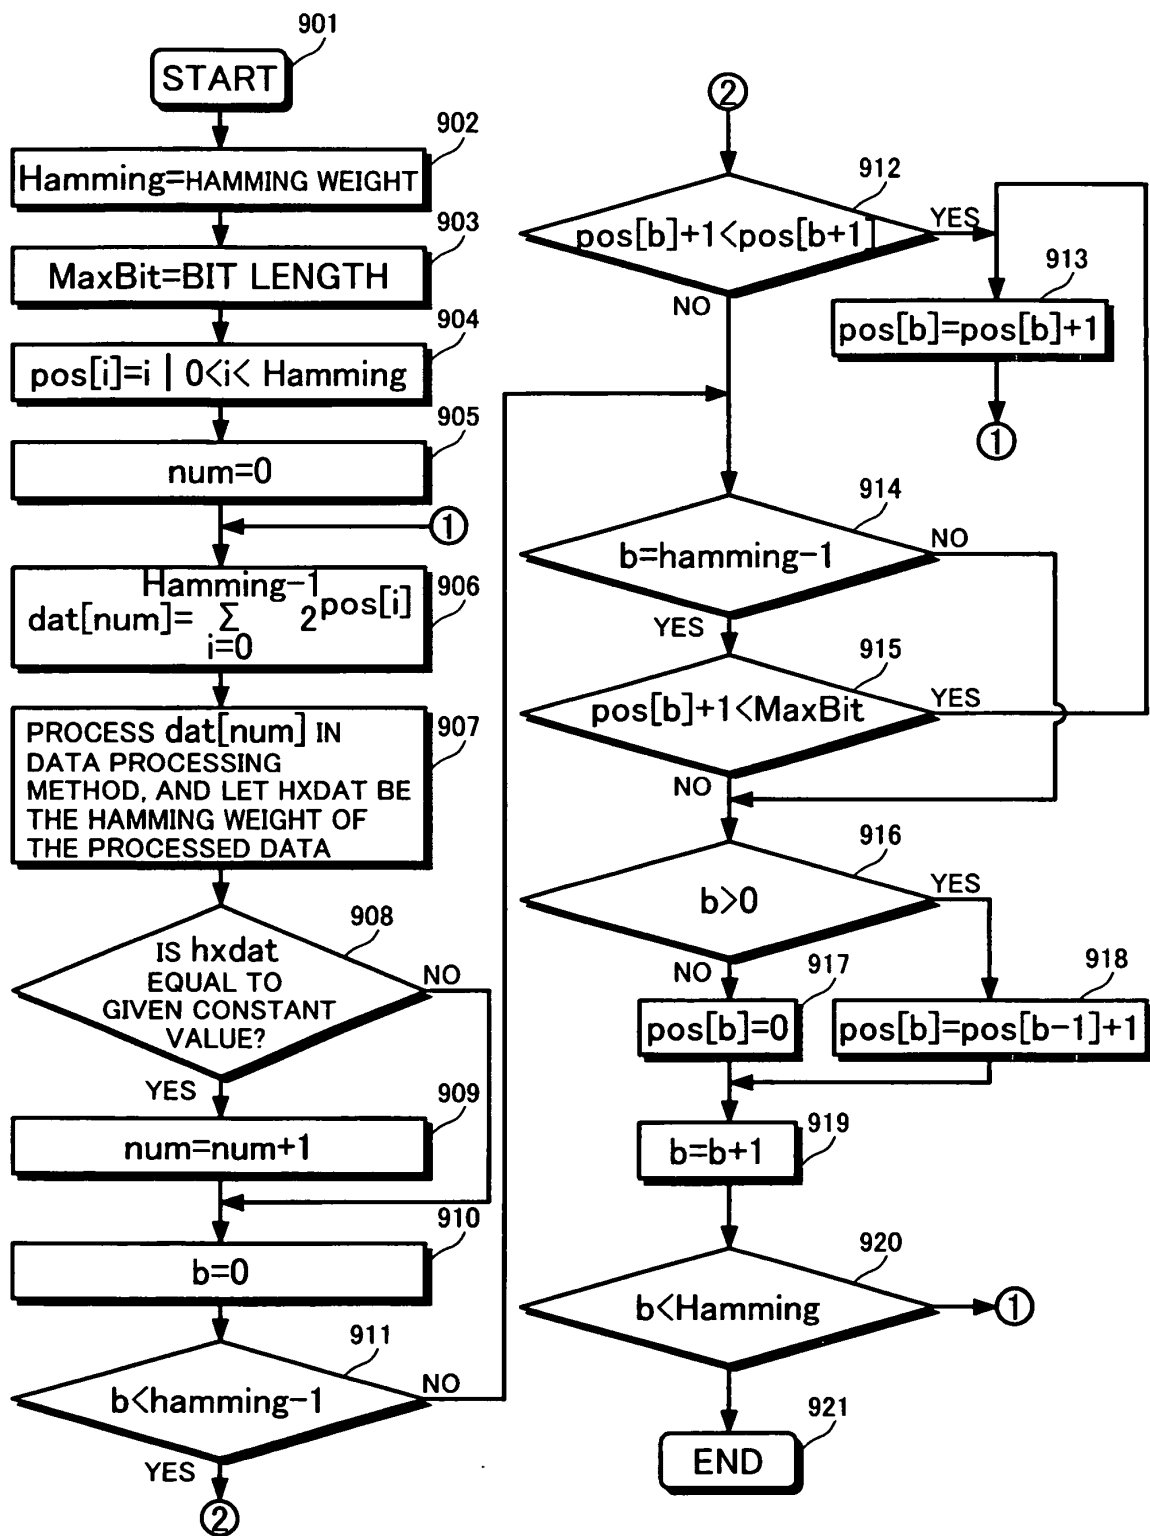 901
START
902
Hamming=HAMMING WEIGHT
903
MaxBit=BIT LENGTH
904
pos[i]=i | 0<i< Hamming
905
num=0
①
906
Hamming-1
dat[num]= Σ 2^pos[i]
i=0
907
PROCESS dat[num] IN
DATA PROCESSING
METHOD, AND LET HXDAT BE
THE HAMMING WEIGHT OF
THE PROCESSED DATA
908
IS hxdat
EQUAL TO
GIVEN CONSTANT
VALUE?
NO
YES
909
num=num+1
910
b=0
911
b<hamming-1
NO
YES
②
②
912
pos[b]+1<pos[b+1]
YES
NO
913
pos[b]=pos[b]+1
①
914
b=hamming-1
NO
YES
915
pos[b]+1<MaxBit
YES
NO
916
b>0
YES
NO
917
pos[b]=0
918
pos[b]=pos[b-1]+1
919
b=b+1
920
b<Hamming
①
921
END